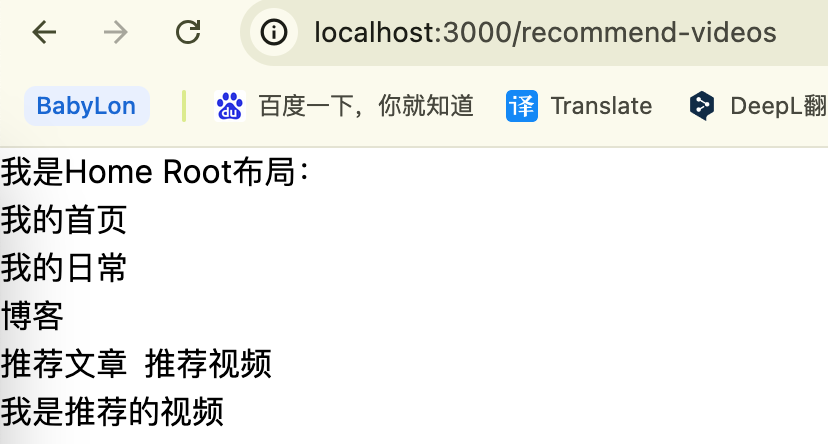 localhost:3000/recommend-videos
BabyLon du 百度一下，你就知道 译 Translate DeepL翻
我是Home Root布局：
我的首页
我的日常
博客
推荐文章 推荐视频
我是推荐的视频